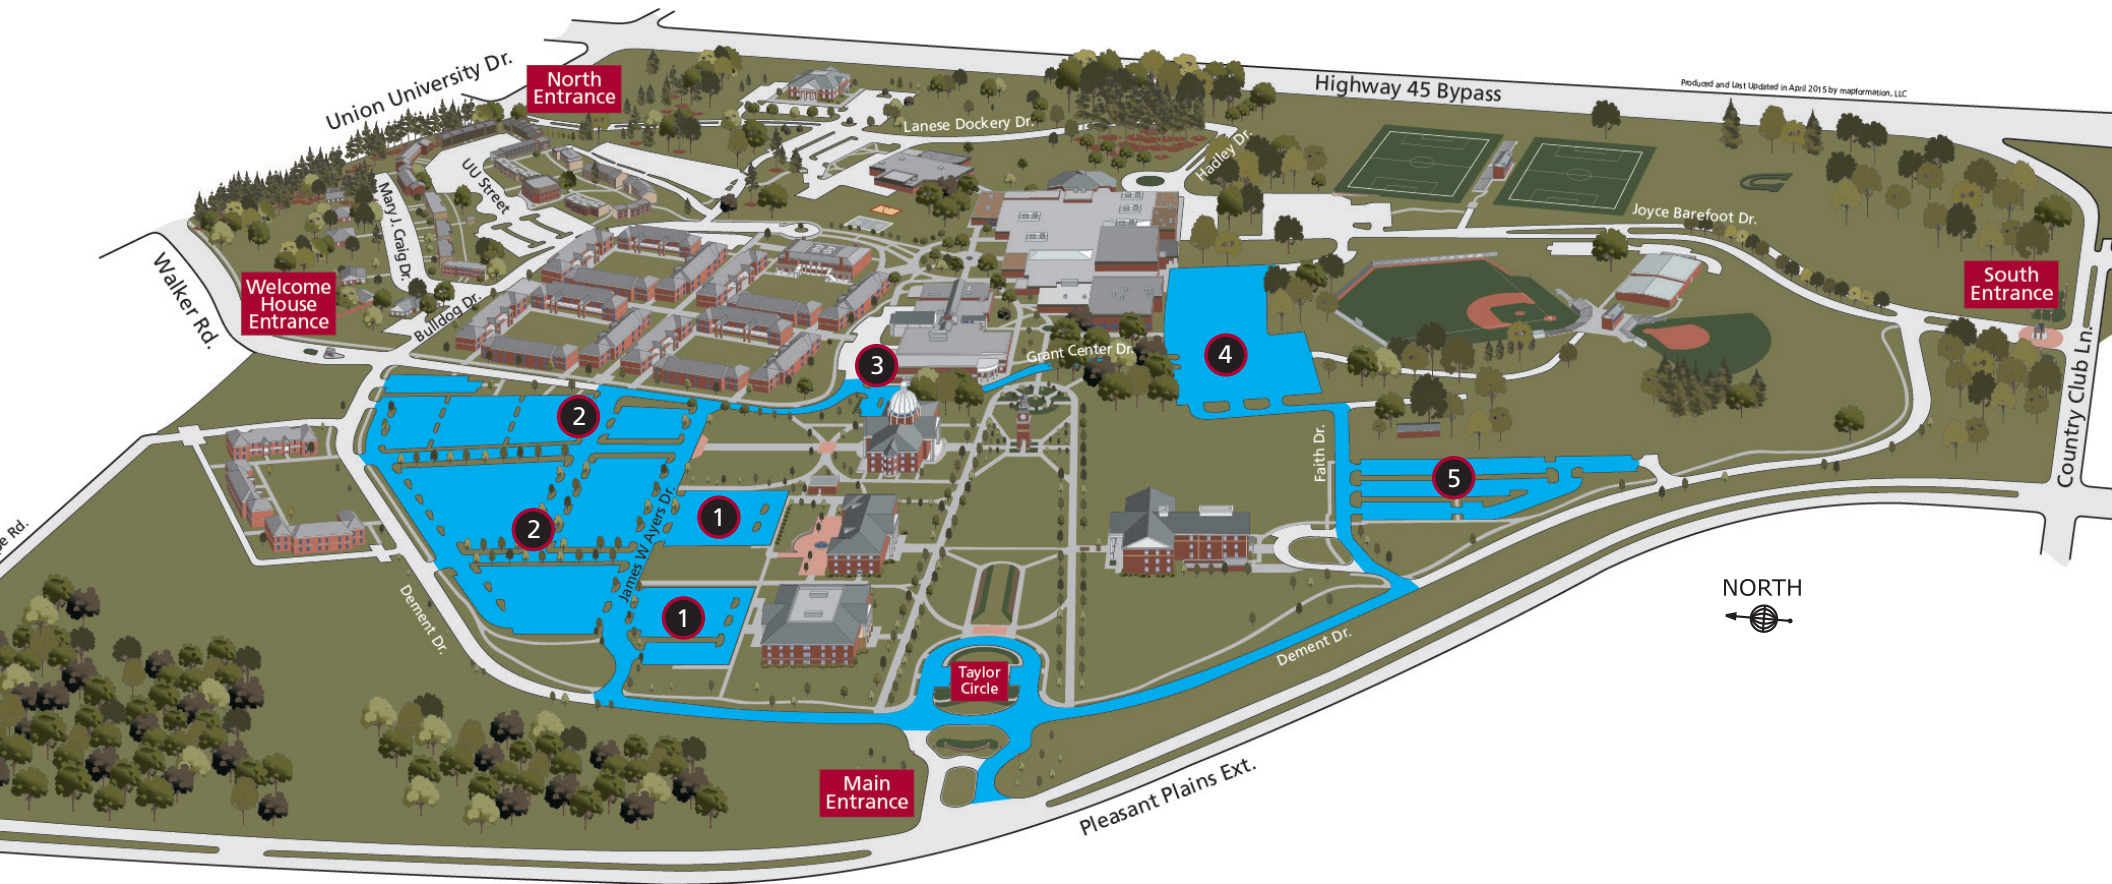 Union University Dr.
North
Entrance
Highway 45 Bypass
Produced and Last Updated in April 2015 by mapformation, LLC
Lanese Dockery Dr.
Hadley Dr.
UU Street
Mary J. Craig Dr.
Joyce Barefoot Dr.
Walker Rd.
Welcome
House
Entrance
Bulldog Dr.
South
Entrance
Grant Center Dr.
3
4
2
Country Club Ln.
Faith Dr.
5
1
2
James W Ayers Dr.
Rd.
Dement Dr.
1
NORTH
Taylor
Circle
Dement Dr.
Main
Entrance
Pleasant Plains Ext.